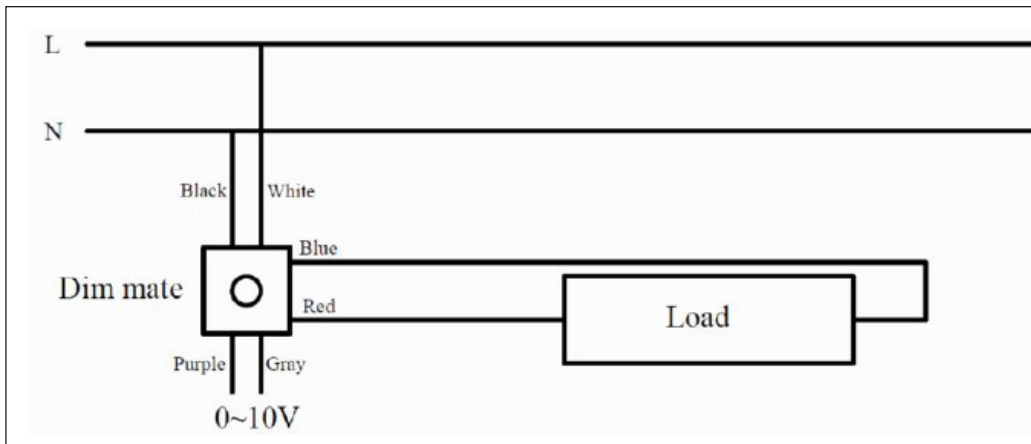 L
N
Black
White
Blue
Dim mate
Red
Load
Purple
Gray
0~10V